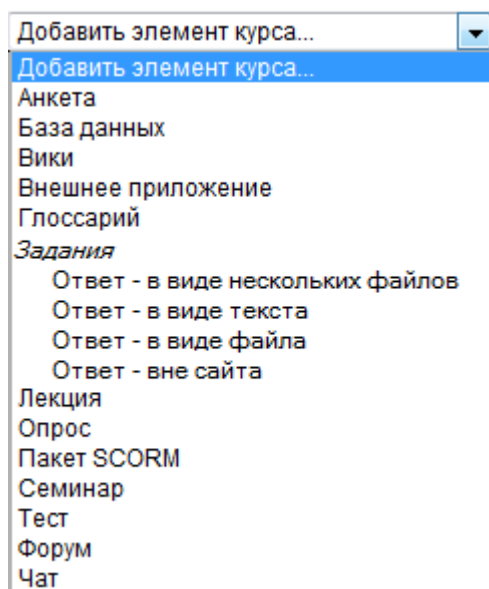 Добавить элемент курса...
Добавить элемент курса...
Анкета
База данных
Вики
Внешнее приложение
Глоссарий
Задания
Ответ - в виде нескольких файлов
Ответ - в виде текста
Ответ - в виде файла
Ответ - вне сайта
Лекция
Опрос
Пакет SCORM
Семинар
Тест
Форум
Чат